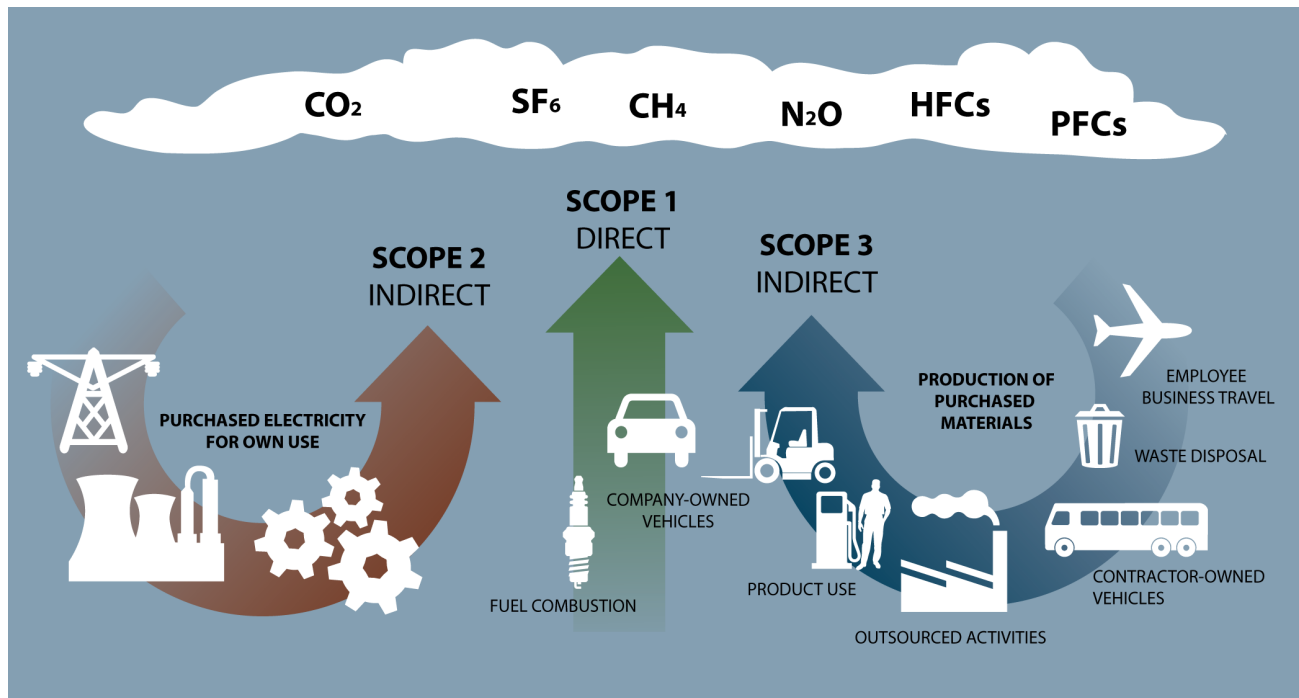 CO₂
SF₆
CH₄
N₂O
HFCs
PFCs
SCOPE 2
INDIRECT
SCOPE 1
DIRECT
SCOPE 3
INDIRECT
PURCHASED ELECTRICITY
FOR OWN USE
COMPANY-OWNED
VEHICLES
FUEL COMBUSTION
PRODUCTION OF
PURCHASED
MATERIALS
EMPLOYEE
BUSINESS TRAVEL
WASTE DISPOSAL
CONTRACTOR-OWNED
VEHICLES
PRODUCT USE
OUTSOURCED ACTIVITIES